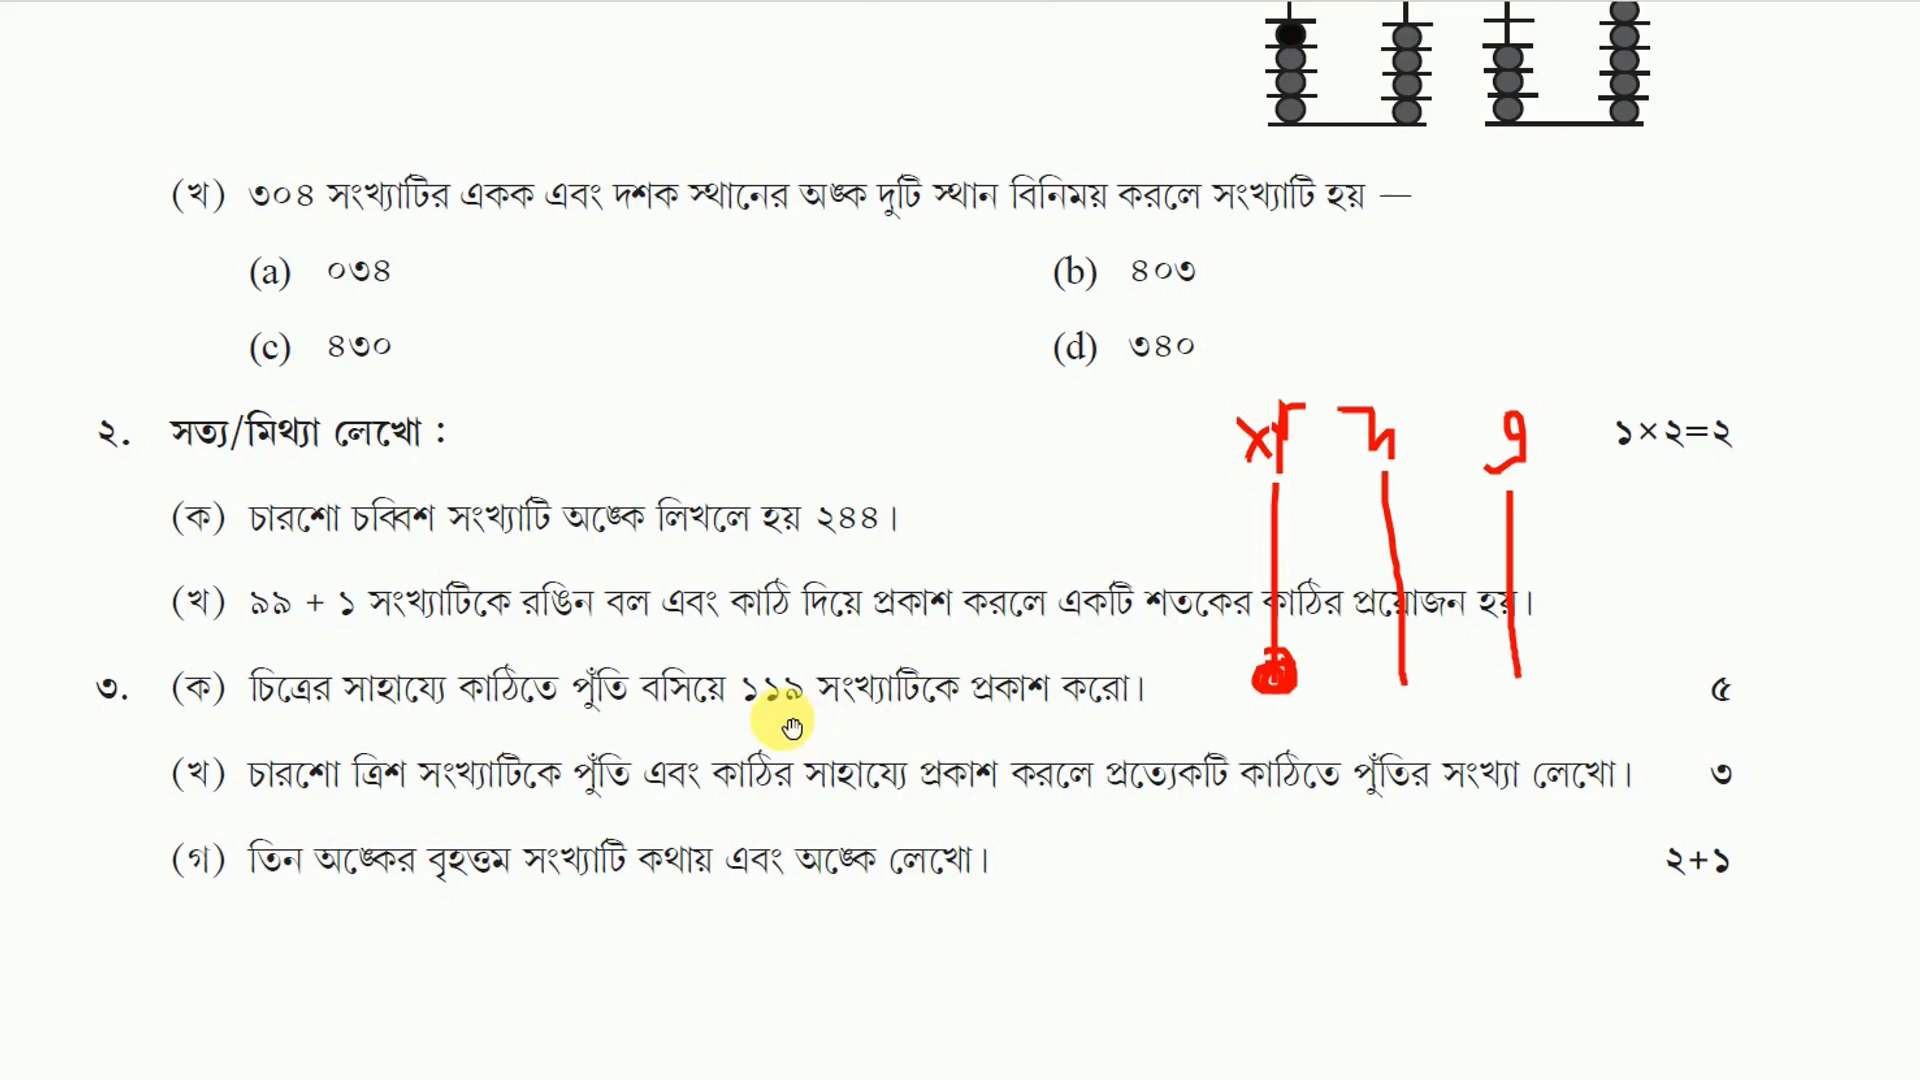 (খ) ৩০৪ সংখ্যাটির একক এবং দশক স্থানের অঙ্ক দুটি স্থান বিনিময় করলে সংখ্যাটি হয় —
(a) ০৩৪ (b) ৪০৩
(c) ৪৩০ (d) ৩৪০
২. সত্য/মিথ্যা লেখো : ১×২=২
(ক) চারশো চব্বিশ সংখ্যাটি অঙ্কে লিখলে হয় ২৪৪।
(খ) ৯৯ + ১ সংখ্যাটিকে রঙিন বল এবং কাঠি দিয়ে প্রকাশ করলে একটি শতকের কাঠির প্রয়োজন হয়।
৩. (ক) চিত্রের সাহায্যে কাঠিতে পুঁতি বসিয়ে ১১৯ সংখ্যাটিকে প্রকাশ করো। ৫
(খ) চারশো ত্রিশ সংখ্যাটিকে পুঁতি এবং কাঠির সাহায্যে প্রকাশ করলে প্রত্যেকটি কাঠিতে পুঁতির সংখ্যা লেখো। ৩
(গ) তিন অঙ্কের বৃহত্তম সংখ্যাটি কথায় এবং অঙ্কে লেখো। ২+১